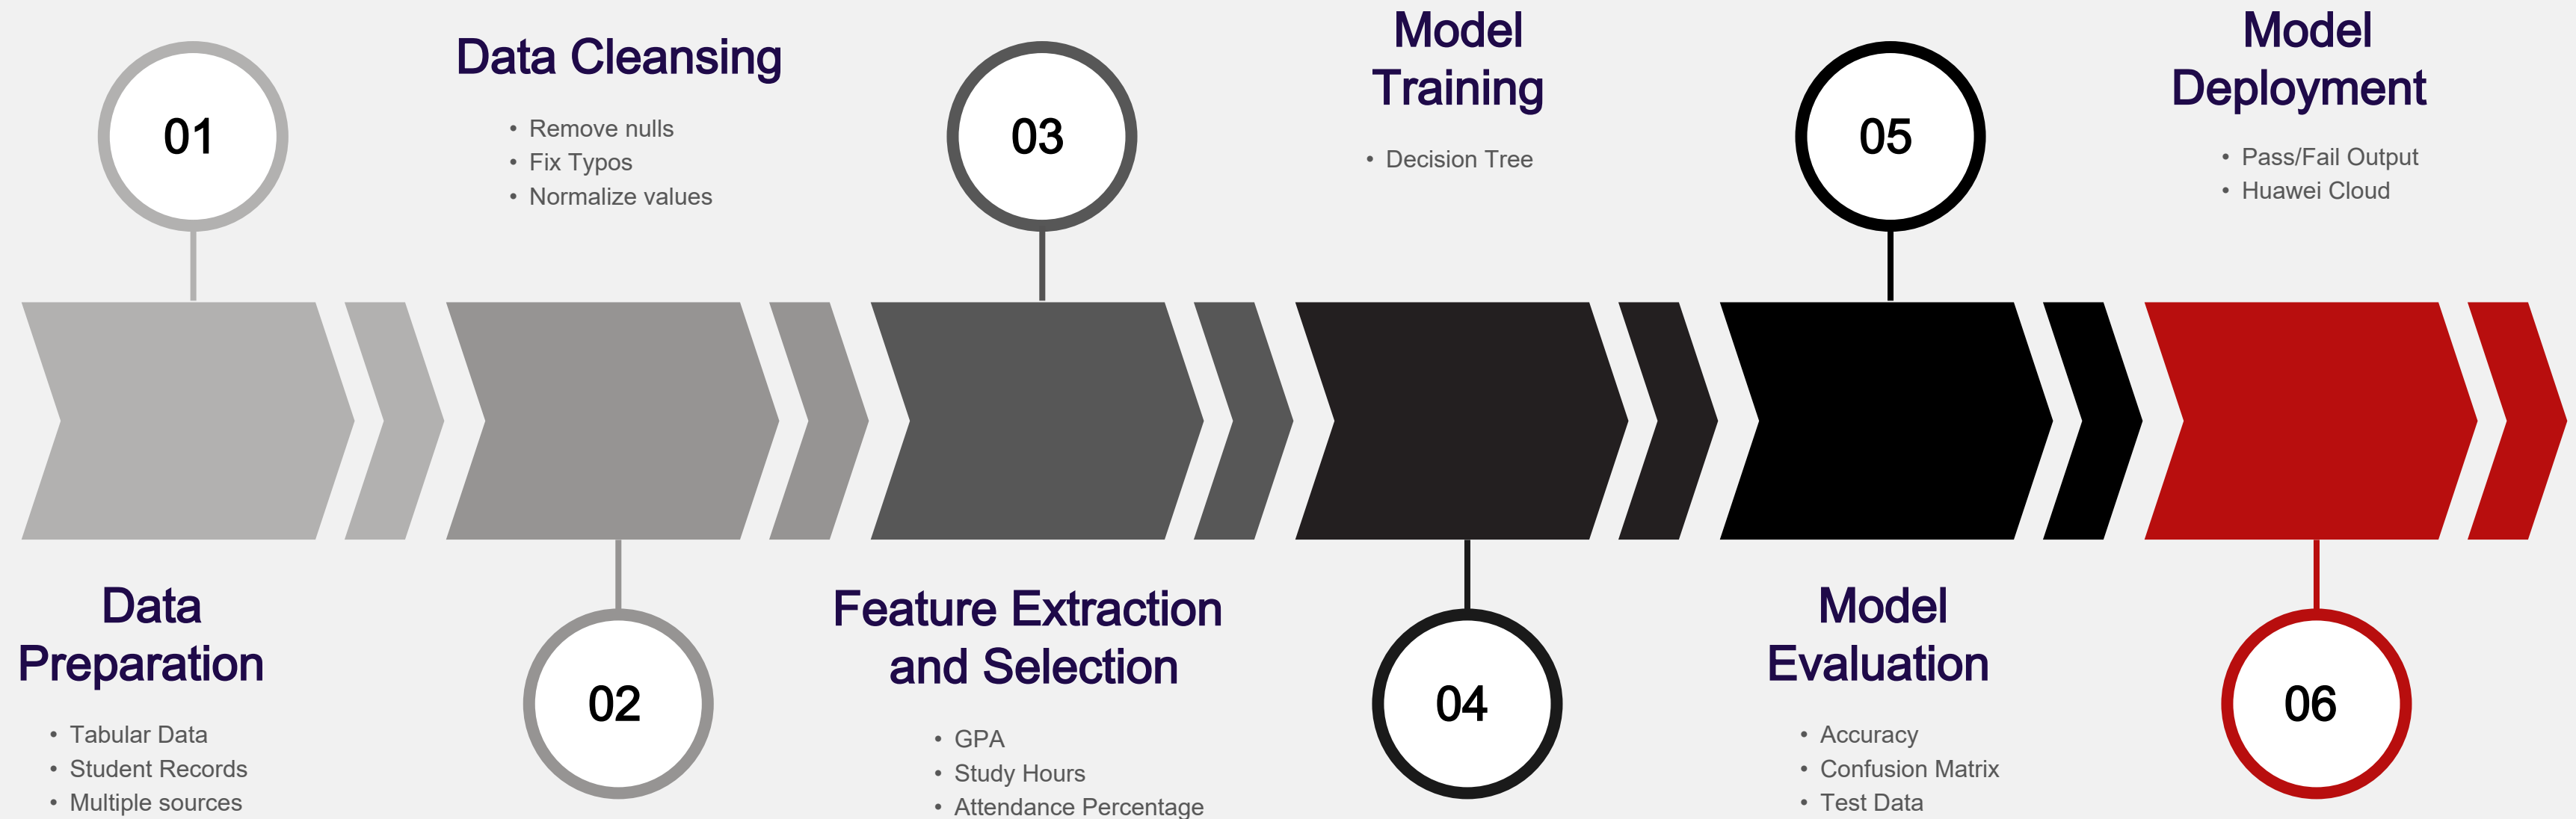 01
Data
Preparation
• Tabular Data
• Student Records
• Multiple sources
Data Cleansing
• Remove nulls
• Fix Typos
• Normalize values
02
03
Feature Extraction
and Selection
• GPA
• Study Hours
• Attendance Percentage
Model
Training
• Decision Tree
04
05
Model
Evaluation
• Accuracy
• Confusion Matrix
• Test Data
Model
Deployment
• Pass/Fail Output
• Huawei Cloud
06